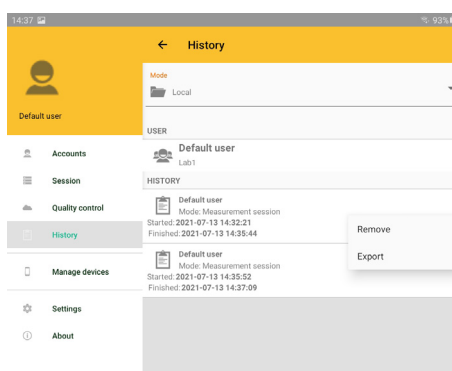 14:37 93%
Default user
Accounts
Session
Quality control
History
Manage devices
Settings
About
History
Mode
Local
USER
Default user
Lab1
HISTORY
Default user
Mode: Measurement session
Started: 2021-07-13 14:32:21
Finished: 2021-07-13 14:35:44
Default user
Mode: Measurement session
Started: 2021-07-13 14:35:52
Finished: 2021-07-13 14:37:09
Remove
Export